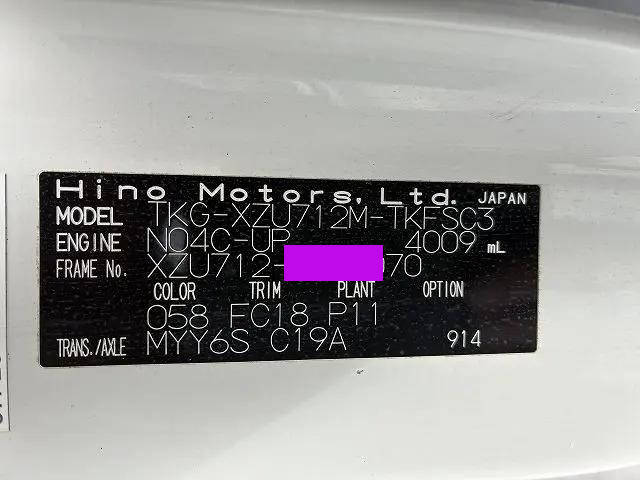 Hino Motors, Ltd. JAPAN
MODEL TKG-XZU712M-TKFSC3
ENGINE N04C-UP 4009 mL
FRAME No. XZU712- 070
COLOR TRIM PLANT OPTION
058 FC18 P11
TRANS./AXLE MYY6S C19A 914